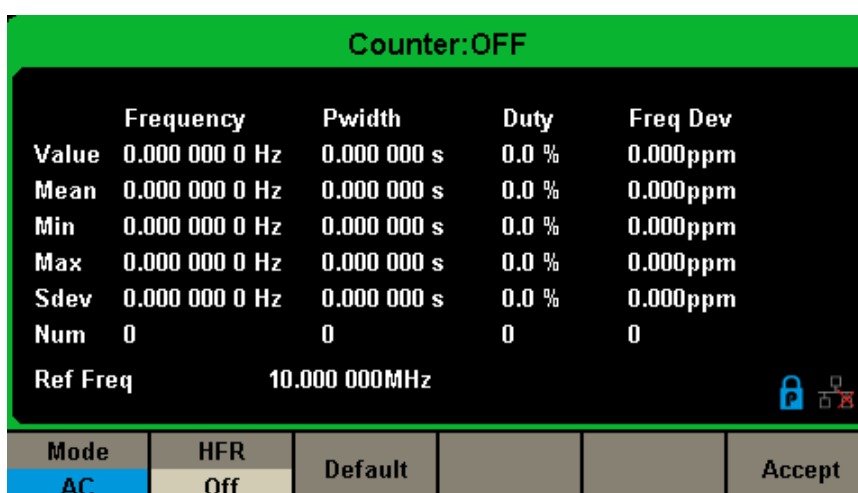 Counter:OFF
Frequency Pwidth Duty Freq Dev
Value 0.000 000 0 Hz 0.000 000 s 0.0 % 0.000ppm
Mean 0.000 000 0 Hz 0.000 000 s 0.0 % 0.000ppm
Min 0.000 000 0 Hz 0.000 000 s 0.0 % 0.000ppm
Max 0.000 000 0 Hz 0.000 000 s 0.0 % 0.000ppm
Sdev 0.000 000 0 Hz 0.000 000 s 0.0 % 0.000ppm
Num 0 0 0 0
Ref Freq 10.000 000MHz
P
Mode HFR Default Accept
AC Off